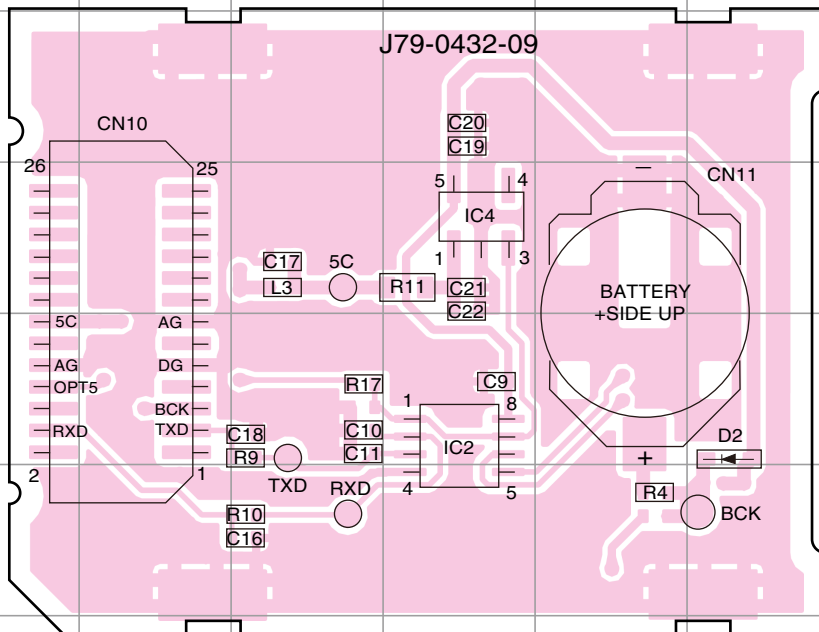 J79-0432-09
CN10
C20
C19
26
25
CN11
–
5
4
IC4
1
3
C17
5C
L3
R11
C21
C22
BATTERY
+SIDE UP
5C
AG
AG
DG
OPT5
BCK
RXD
TXD
R17
C9
1
8
C18
C10
IC2
D2
R9
C11
+
2
1
TXD
RXD
4
5
R4
R10
BCK
C16